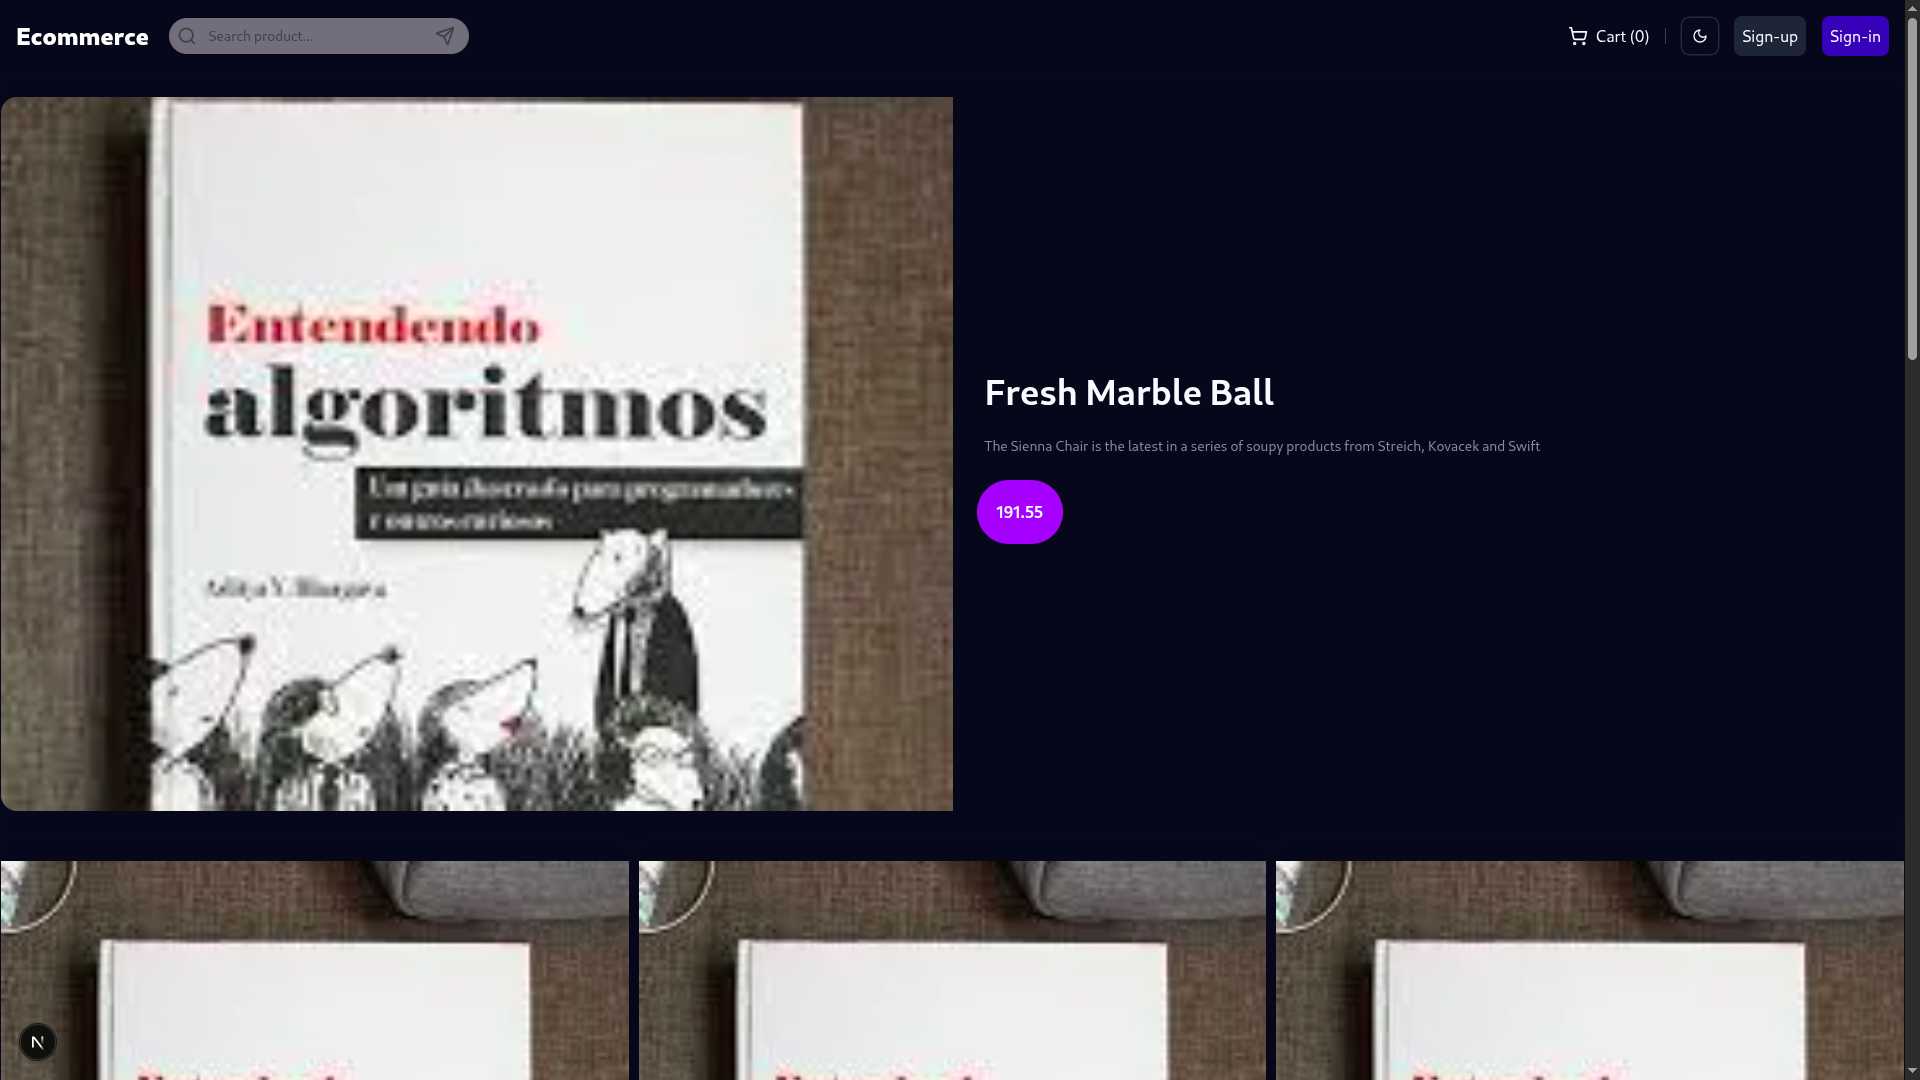 Ecommerce
Search product...
Cart (0)
Sign-up
Sign-in
Entendendo
algoritmos
Um guia ilustrado para programadores
e outros curiosos
Aditya Y. Bhargava
Fresh Marble Ball
The Sienna Chair is the latest in a series of soupy products from Streich, Kovacek and Swift
191.55
N